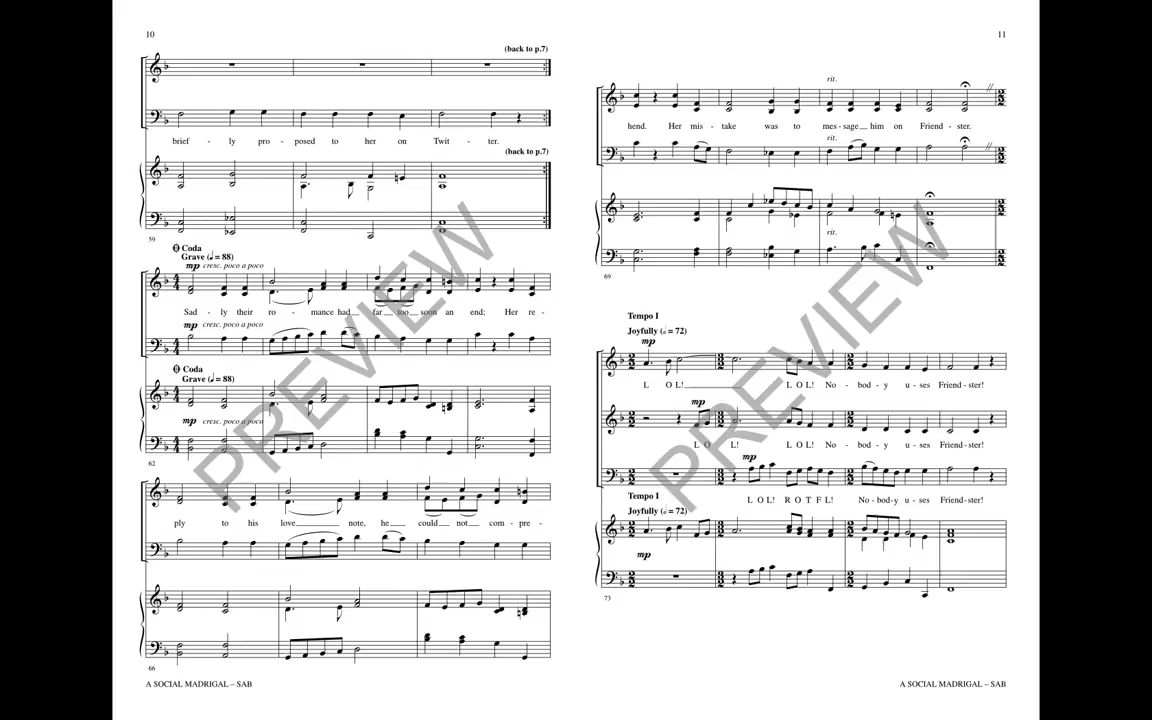 10
(back to p.7)
brief - ly pro - posed to her on Twit - ter.
(back to p.7)
59
Coda
Grave (♩ = 88)
mp cresc. poco a poco
Sad - ly their ro - mance had far too soon an end; Her re -
mp cresc. poco a poco
Coda
Grave (♩ = 88)
mp cresc. poco a poco
62
ply to his love note, he could not com - pre -
66
A SOCIAL MADRIGAL – SAB
11
rit.
hend. Her mis - take was to mes - sage him on Friend - ster.
rit.
rit.
69
Tempo I
Joyfully (𝅗𝅥 = 72)
mp
L OL! LOL! No - bod - y u - ses Friend - ster!
mp
L O L! LOL! No - bod - y u - ses Friend - ster!
mp
LOL! ROTFL! No - bod - y u - ses Friend - ster!
Tempo I
Joyfully (𝅗𝅥 = 72)
mp
73
A SOCIAL MADRIGAL – SAB
PREVIEW
PREVIEW